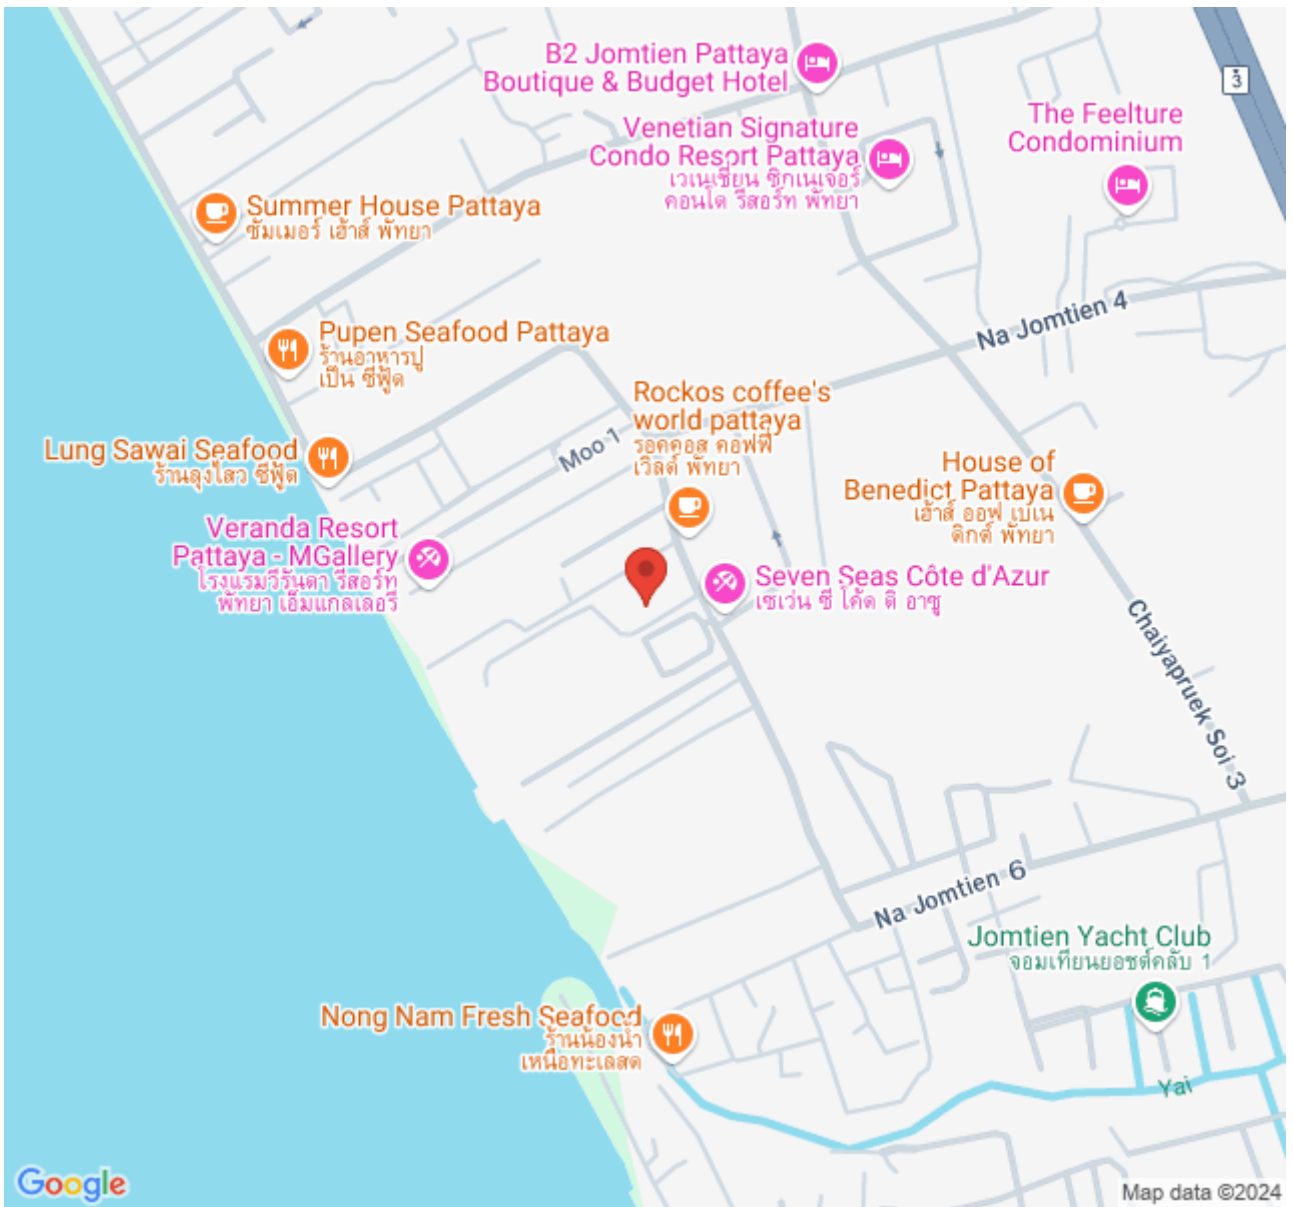 B2 Jomtien Pattaya
Boutique & Budget Hotel
3
The Feelture
Condominium
Venetian Signature
Condo Resort Pattaya
เวเนเชี่ยน ซิกเนเจอร์
คอนโด รีสอร์ท พัทยา
Summer House Pattaya
ซัมเมอร์ เฮ้าส์ พัทยา
Na Jomtien 4
Pupen Seafood Pattaya
ร้านอาหารปู
เป็น ซีฟู้ด
Rockos coffee's
world pattaya
รอคคอส คอฟฟี่
เวิลด์ พัทยา
Moo 1
Lung Sawai Seafood
ร้านลุงไสว ซีฟู้ด
House of
Benedict Pattaya
เฮ้าส์ ออฟ เบเน
ดิกต์ พัทยา
Veranda Resort
Pattaya - MGallery
โรงแรมวีรันดา รีสอร์ท
พัทยา เอ็มแกลเลอรี
Seven Seas Côte d'Azur
เซเว่น ซี โค้ด ดิ อาซู
Chaiyapruek Soi 3
Na Jomtien 6
Jomtien Yacht Club
จอมเทียนยอชต์คลับ 1
Nong Nam Fresh Seafood
ร้านน้องน้ำ
เหนือทะเลสด
Yai
Google
Map data ©2024